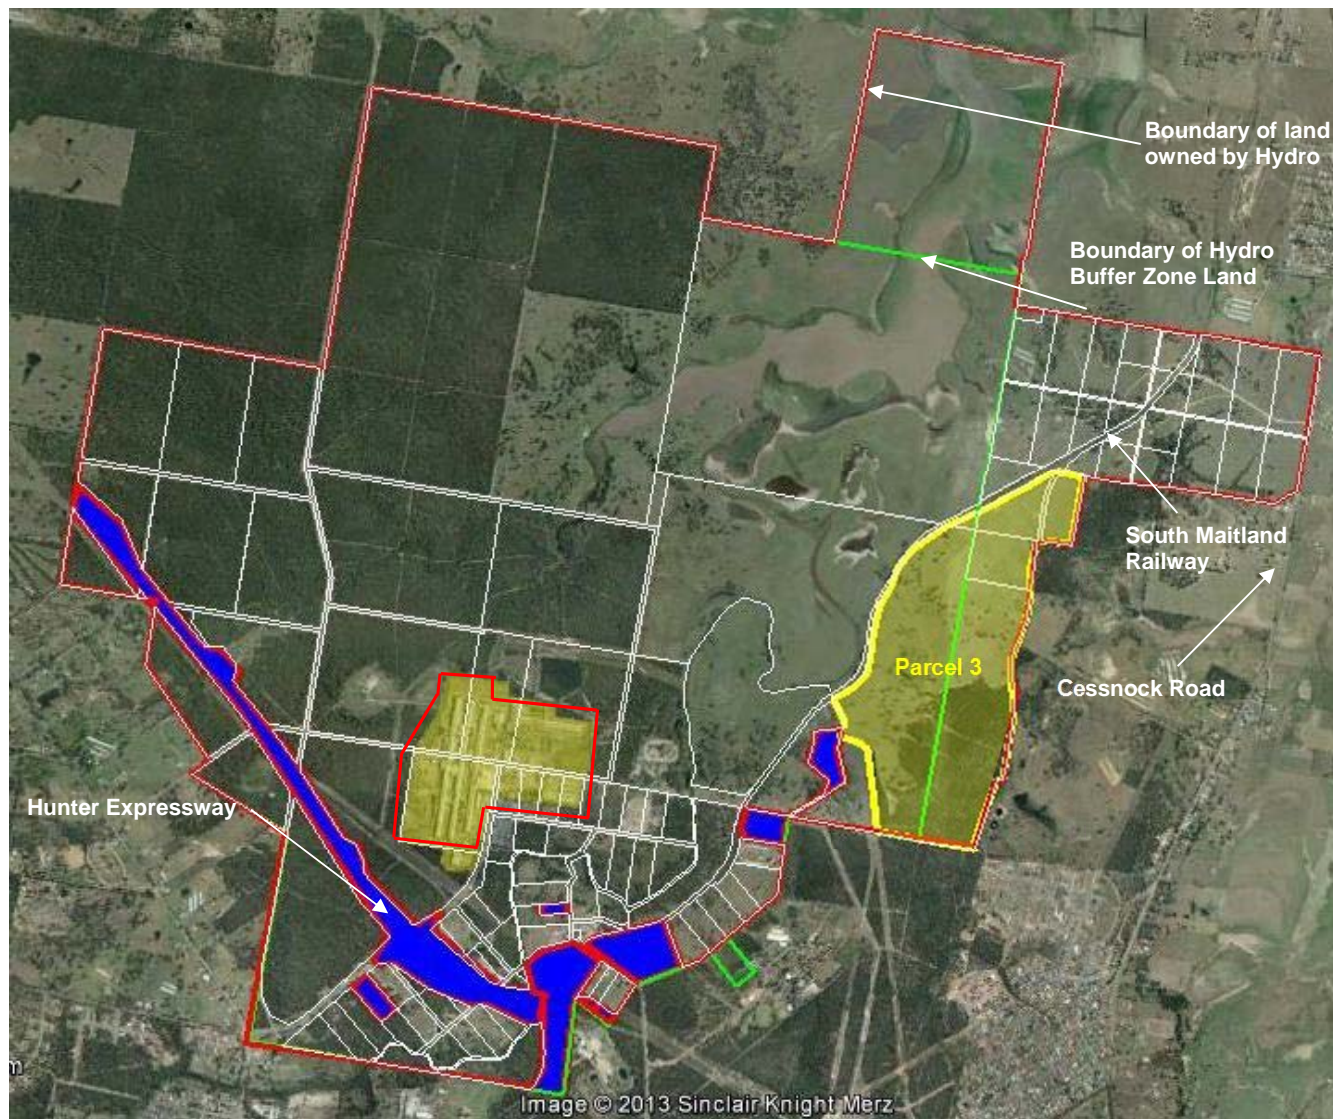 Boundary of land
owned by Hydro
Boundary of Hydro
Buffer Zone Land
South Maitland
Railway
Parcel 3
Cessnock Road
Hunter Expressway
m
Image © 2013 Sinclair Knight Merz